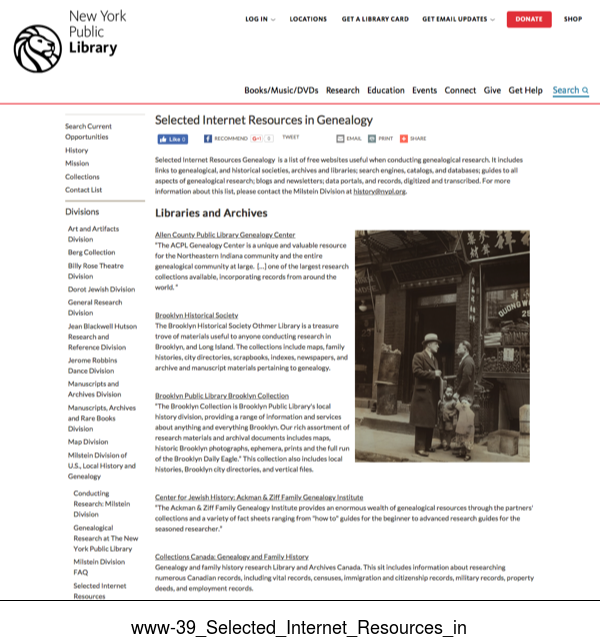 New York
Public
Library
LOG IN
LOCATIONS
GET A LIBRARY CARD
GET EMAIL UPDATES
DONATE
SHOP
Books/Music/DVDs Research Education Events Connect Give Get Help Search
Search Current
Opportunities
History
Mission
Collections
Contact List
Divisions
Art and Artifacts
Division
Berg Collection
Billy Rose Theatre
Division
Dorot Jewish Division
General Research
Division
Jean Blackwell Hutson
Research and
Reference Division
Jerome Robbins
Dance Division
Manuscripts and
Archives Division
Manuscripts, Archives
and Rare Books
Division
Map Division
Milstein Division of
U.S., Local History and
Genealogy
Conducting
Research: Milstein
Division
Genealogical
Research at The New
York Public Library
Milstein Division
FAQ
Selected Internet
Resources
Selected Internet Resources in Genealogy
Like 0 RECOMMEND G+1 0 TWEET EMAIL PRINT SHARE
Selected Internet Resources Genealogy is a list of free websites useful when conducting genealogical research. It includes
links to genealogical, and historical societies, archives and libraries; search engines, catalogs, and databases; guides to all
aspects of genealogical research; blogs and newsletters; data portals, and records, digitized and transcribed. For more
information about this list, please contact the Milstein Division at history@nypl.org.
Libraries and Archives
Allen County Public Library Genealogy Center
"The ACPL Genealogy Center is a unique and valuable resource
for the Northeastern Indiana community and the entire
genealogical community at large. [...] one of the largest research
collections available, incorporating records from around the
world. "
Brooklyn Historical Society
The Brooklyn Historical Society Othmer Library is a treasure
trove of materials useful to anyone conducting research in
Brooklyn, and Long Island. The collections include maps, family
histories, city directories, scrapbooks, indexes, newspapers, and
archive and manuscript materials pertaining to genealogy.
Brooklyn Public Library Brooklyn Collection
"The Brooklyn Collection is Brooklyn Public Library's local
history division, providing a range of information and services
about anything and everything Brooklyn. Our rich assortment of
research materials and archival documents includes maps,
historic Brooklyn photographs, ephemera, prints and the full run
of the Brooklyn Daily Eagle." This collection also includes local
histories, Brooklyn city directories, and vertical files.
QUONG W
Center for Jewish History: Ackman & Ziff Family Genealogy Institute
"The Ackman & Ziff Family Genealogy Institute provides an enormous wealth of genealogical resources through the partners'
collections and a variety of fact sheets ranging from "how to" guides for the beginner to advanced research guides for the
seasoned researcher."
Collections Canada: Genealogy and Family History
Genealogy and family history research Library and Archives Canada. This sit includes information about researching
numerous Canadian records, including vital records, censuses, immigration and citizenship records, military records, property
deeds, and employment records.
www-39_Selected_Internet_Resources_in